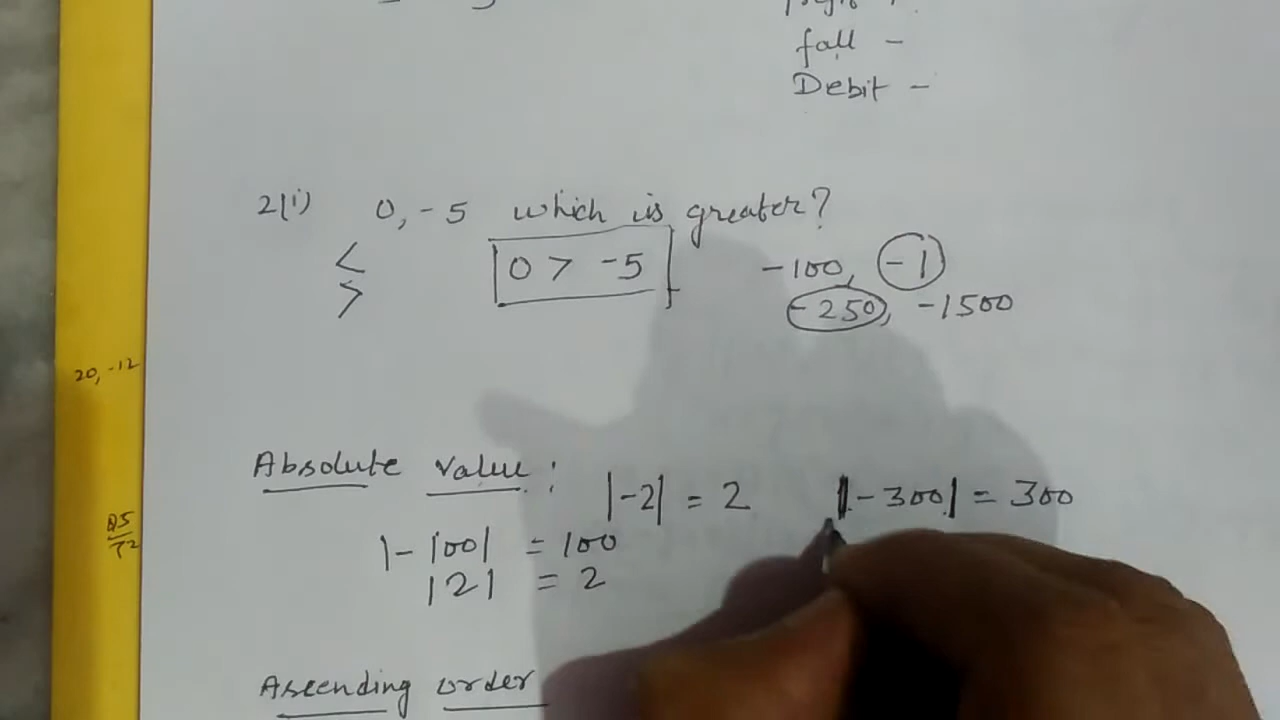 fall -
Debit -
2(i) 0, -5 which is greater?
<
>
0 > -5
-100, -1
-250, -1500
20, -12
Absolute value:
|-2| = 2 |-300| = 300
|-100| = 100
|2| = 2
Ascending order